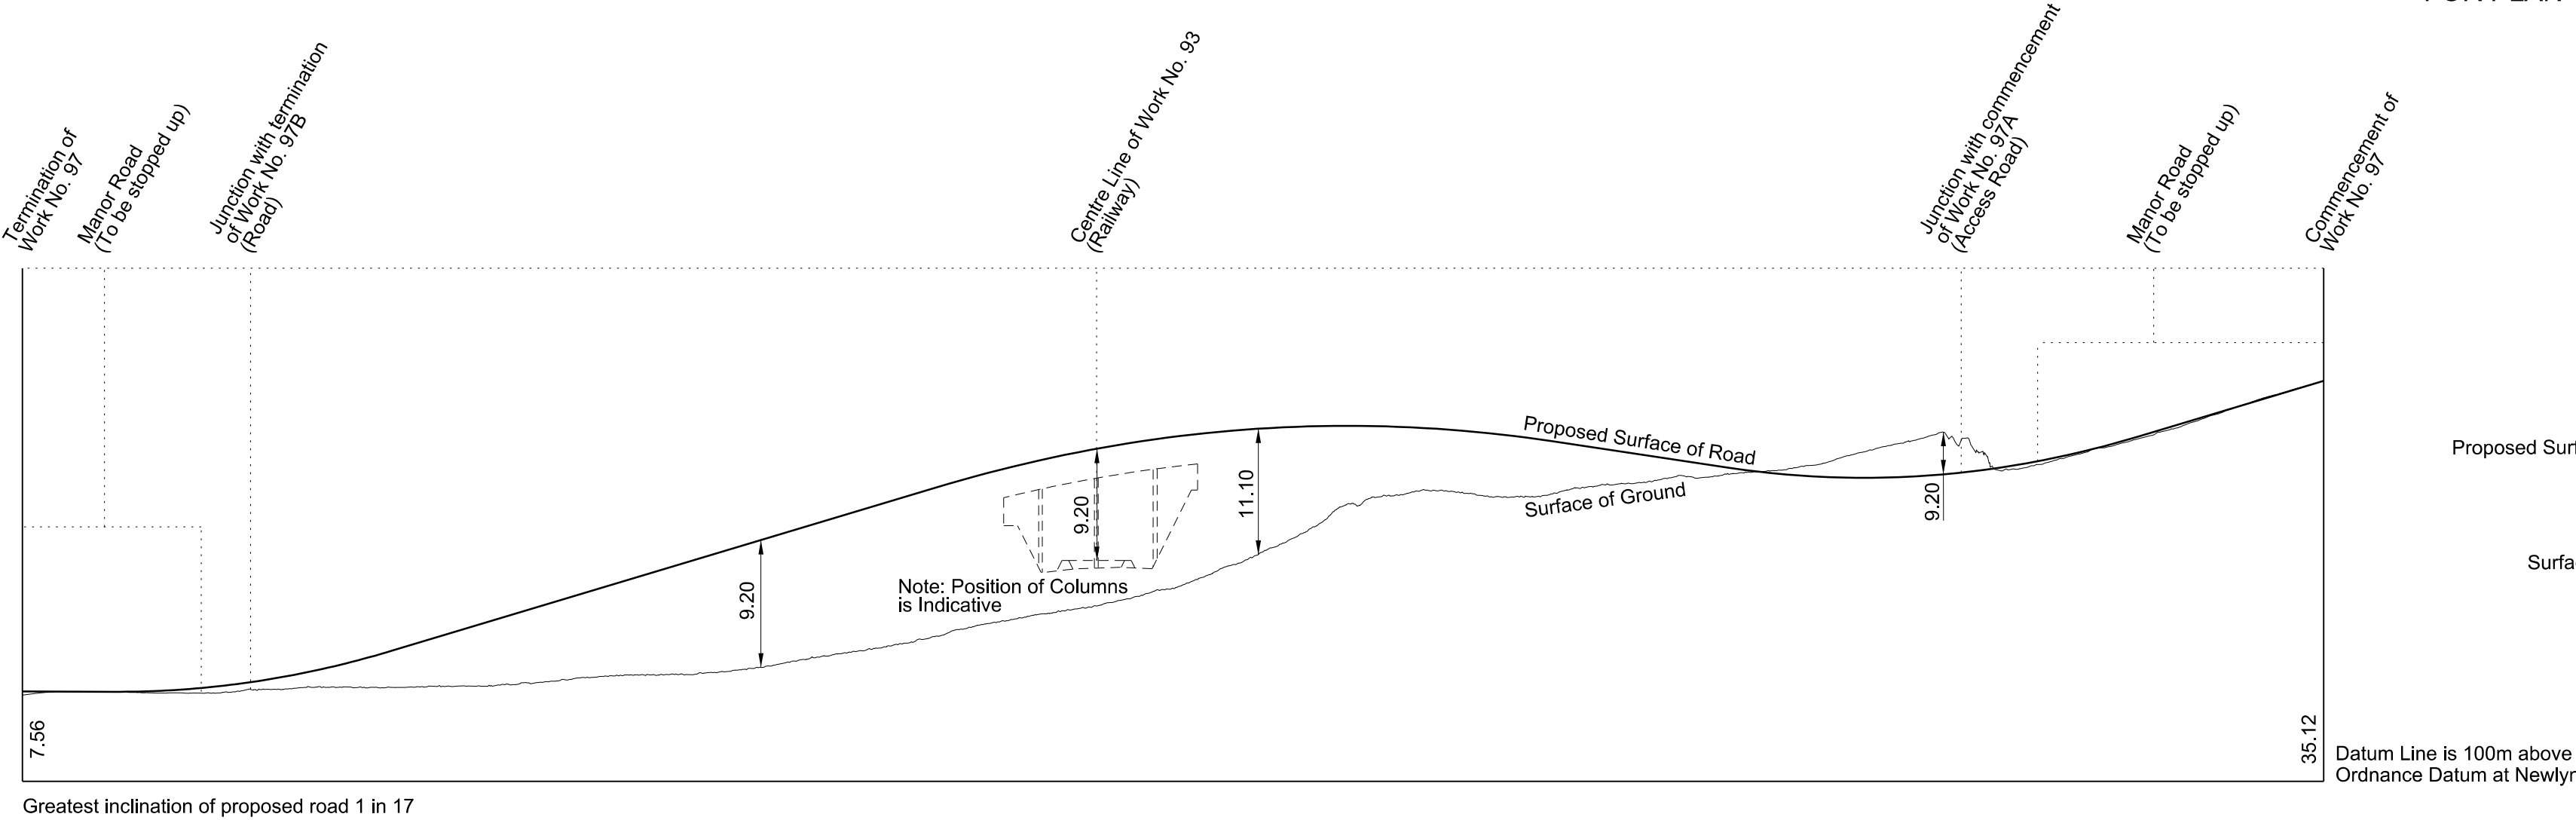 Termination of
Work No. 97
Manor Road
(To be stopped up)
Junction with termination
of Work No. 97B
(Road)
Centre Line of Work No. 93
(Railway)
Junction with commencement
of Work No. 97A
(Access Road)
Manor Road
(To be stopped up)
Commencement of
Work No. 97
Proposed Surface of Road
Surface of Ground
9.20
9.20
11.10
9.20
Note: Position of Columns
is Indicative
Proposed Surf
Surfa
7.56
35.12
Datum Line is 100m above
Ordnance Datum at Newlyn
Greatest inclination of proposed road 1 in 17